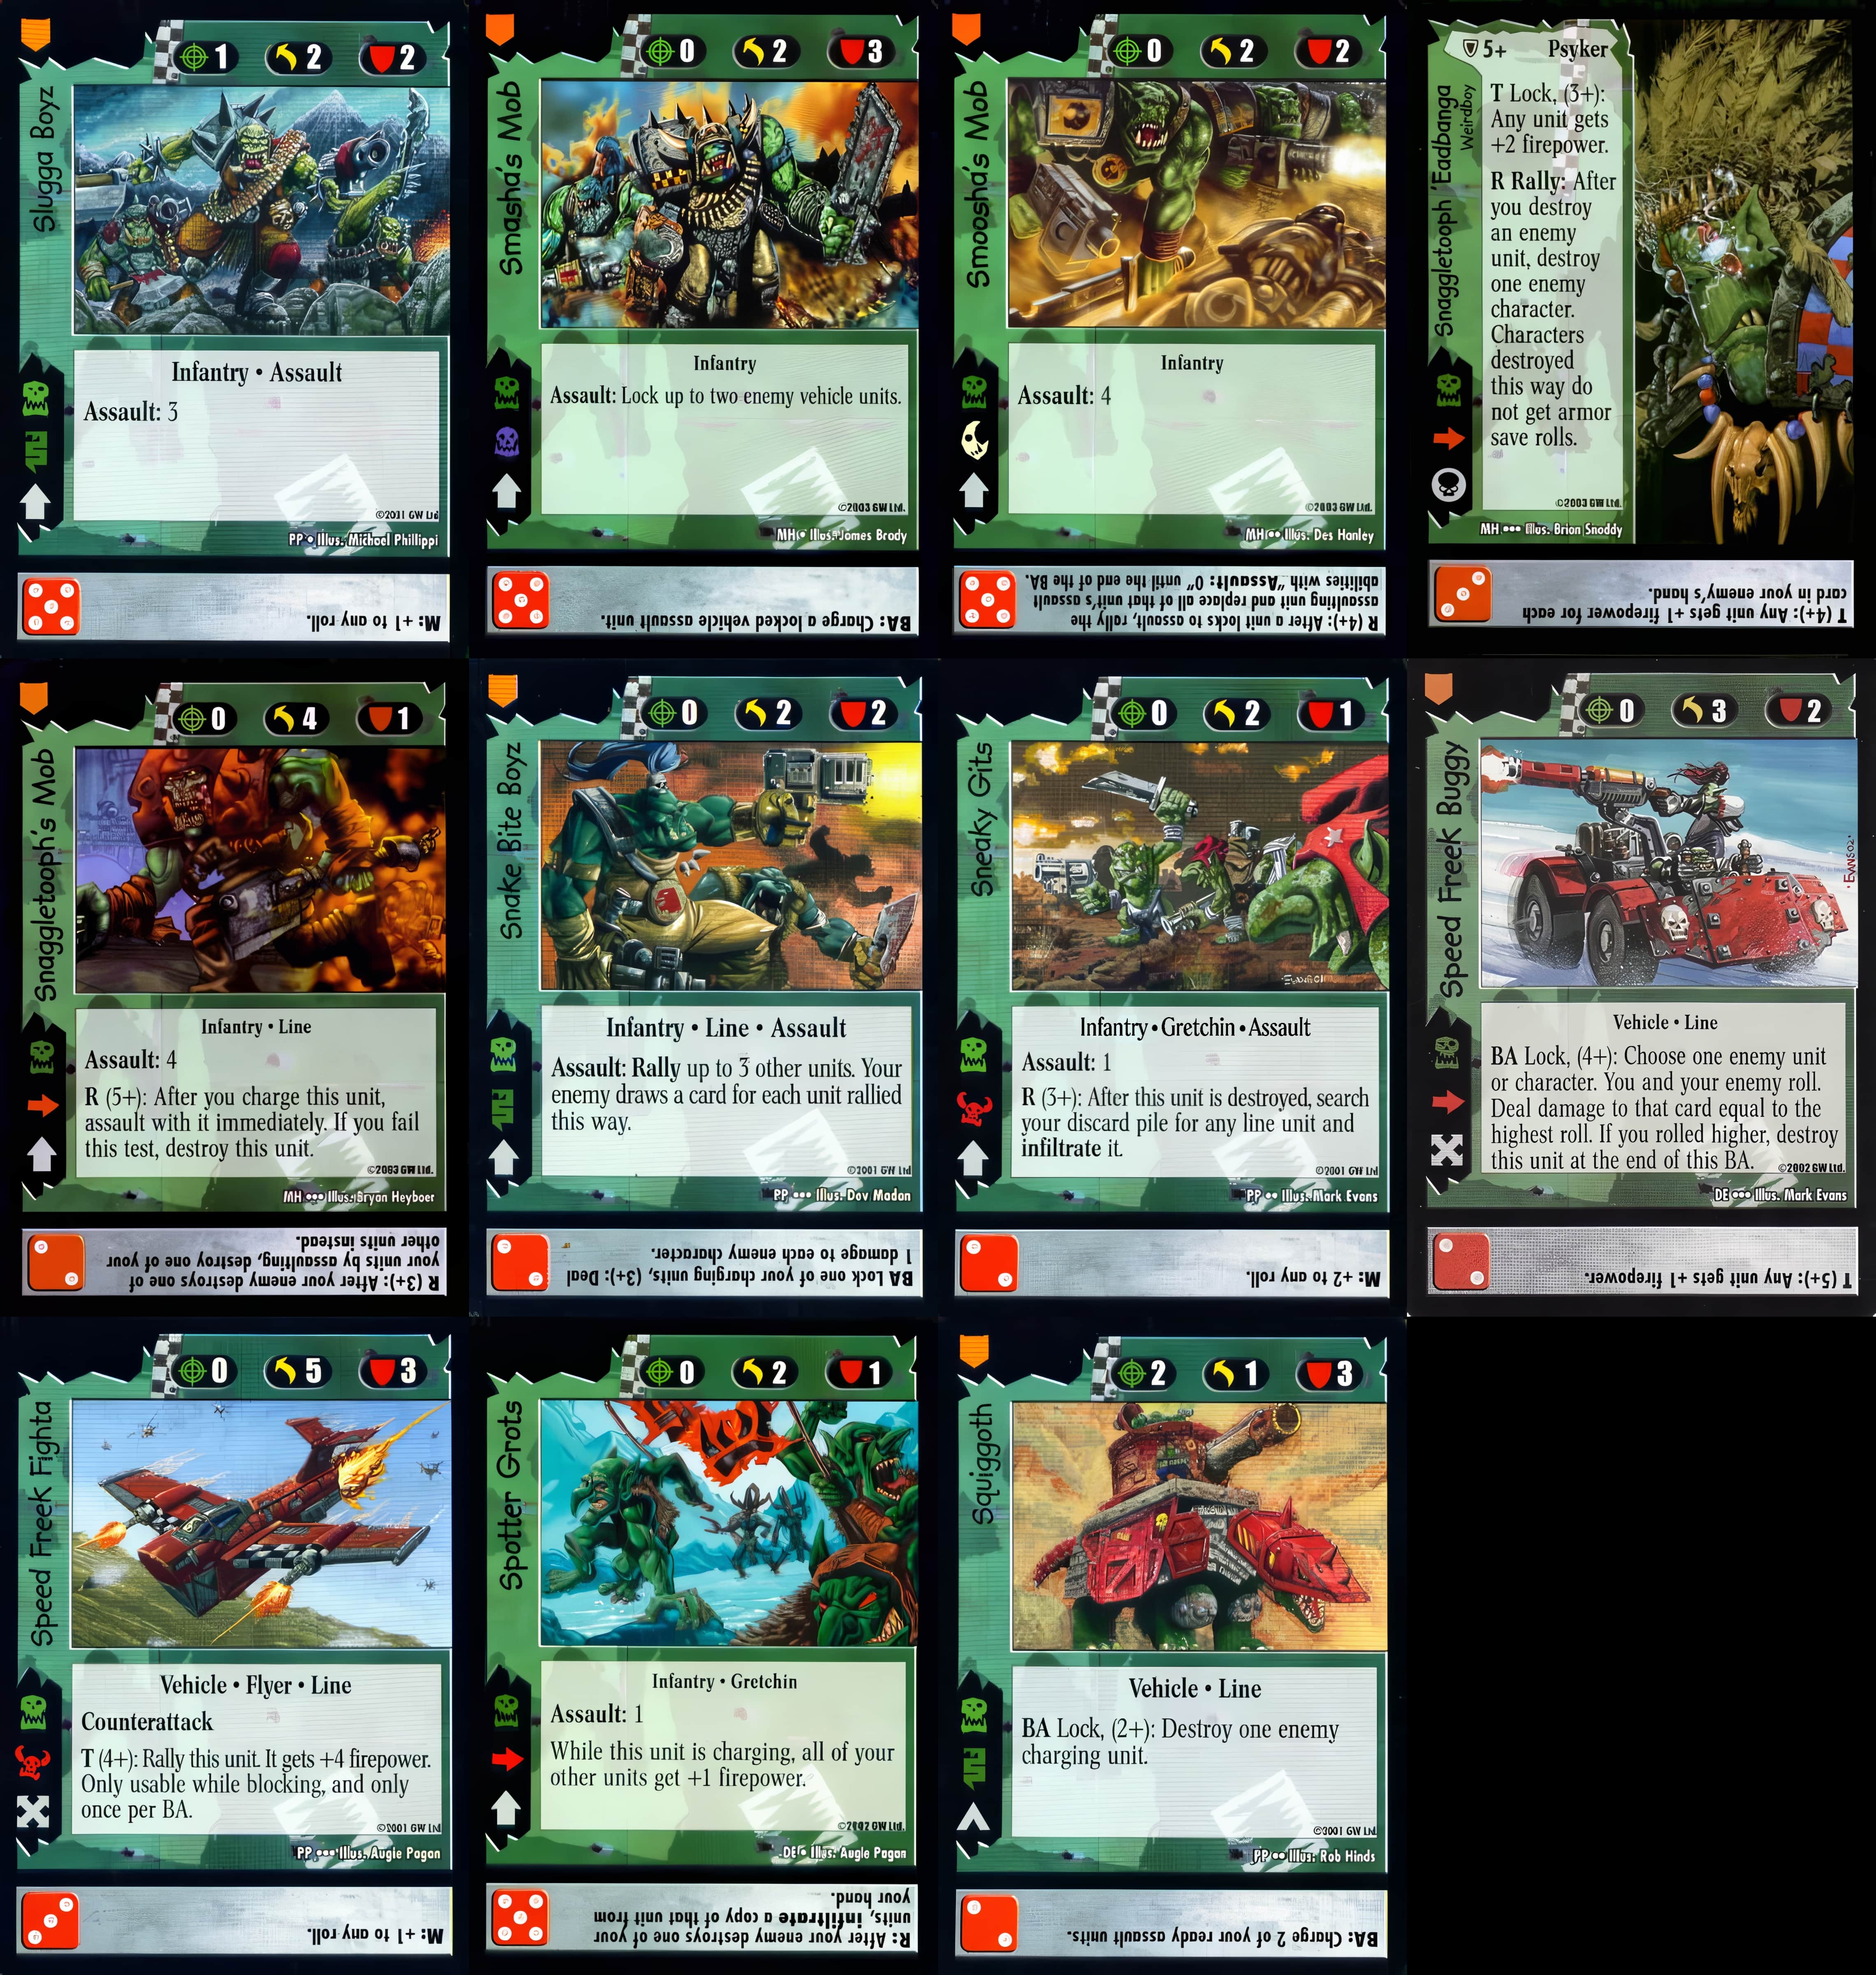 Slugga Boyz
1 2 2
Infantry • Assault
Assault: 3
©2001 GW Ltd
PP • Illus. Michael Phillippi
M: +1 to any roll.
Smasha's Mob
0 2 3
Infantry
Assault: Lock up to two enemy vehicle units.
©2003 GW Ltd.
MH • Illus. James Brody
BA: Charge a locked vehicle assault unit.
Smoosha's Mob
0 2 2
Infantry
Assault: 4
©2003 GW Ltd.
MH •• Illus. Des Hanley
R (4+): After a unit locks to assault, rally the
assaulting unit and replace all of that unit's assault
abilities with "Assault: 0" until the end of the BA.
Snaggletooph 'Eadbanga
Weirdboy
5+ Psyker
T Lock, (3+):
Any unit gets
+2 firepower.
R Rally: After
you destroy
an enemy
unit, destroy
one enemy
character.
Characters
destroyed
this way do
not get armor
save rolls.
©2003 GW Ltd.
MH ••• Illus. Brian Snoddy
T (4+): Any unit gets +1 firepower for each
card in your enemy's hand.
Snaggletooph's Mob
0 4 1
Infantry • Line
Assault: 4
R (5+): After you charge this unit,
assault with it immediately. If you fail
this test, destroy this unit.
©2003 GW Ltd.
MH ••• Illus. Bryan Heyboer
R (3+): After your enemy destroys one of
your units by assaulting, destroy one of your
other units instead.
Snake Bite Boyz
0 2 2
Infantry • Line • Assault
Assault: Rally up to 3 other units. Your
enemy draws a card for each unit rallied
this way.
©2001 GW Ltd
PP ••• Illus. Dov Madan
BA Lock one of your charging units, (3+): Deal
1 damage to each enemy character.
Sneaky Gits
0 2 1
Infantry • Gretchin • Assault
Assault: 1
R (3+): After this unit is destroyed, search
your discard pile for any line unit and
infiltrate it.
©2001 GW Ltd
PP •• Illus. Mark Evans
M: +2 to any roll.
Speed Freek Buggy
0 3 2
EVANS 02
Vehicle • Line
BA Lock, (4+): Choose one enemy unit
or character. You and your enemy roll.
Deal damage to that card equal to the
highest roll. If you rolled higher, destroy
this unit at the end of this BA.
©2002 GW Ltd.
DE ••• Illus. Mark Evans
T (5+): Any unit gets +1 firepower.
Speed Freek Fighta
0 5 3
Vehicle • Flyer • Line
Counterattack
T (4+): Rally this unit. It gets +4 firepower.
Only usable while blocking, and only
once per BA.
©2001 GW Ltd
PP ••• Illus. Augie Pagan
M: +1 to any roll.
Spotter Grots
0 2 1
Infantry • Gretchin
Assault: 1
While this unit is charging, all of your
other units get +1 firepower.
©2002 GW Ltd.
DE • Illus. Augie Pagan
R: After your enemy destroys one of your
units, infiltrate a copy of that unit from
your hand.
Squiggoth
2 1 3
Vehicle • Line
BA Lock, (2+): Destroy one enemy
charging unit.
©2001 GW Ltd
PP •• Illus. Rob Hinds
BA: Charge 2 of your ready assault units.